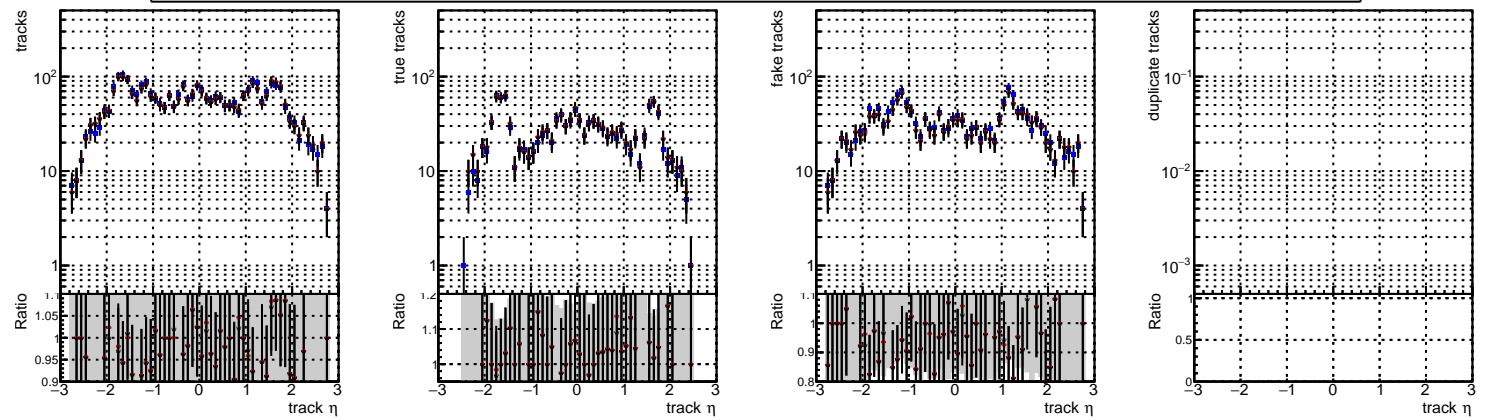 tracks
10²
10
1
Ratio
1.1
1.05
1
0.95
0.9
−3 −2 −1 0 1 2 3
track η
true tracks
10²
10
1
Ratio
1.2
1.1
1
−3 −2 −1 0 1 2 3
track η
fake tracks
10²
10
1
Ratio
1
0.9
0.8
−3 −2 −1 0 1 2 3
track η
duplicate tracks
10⁻¹
10⁻²
10⁻³
Ratio
1
0.5
0
−3 −2 −1 0 1 2 3
track η